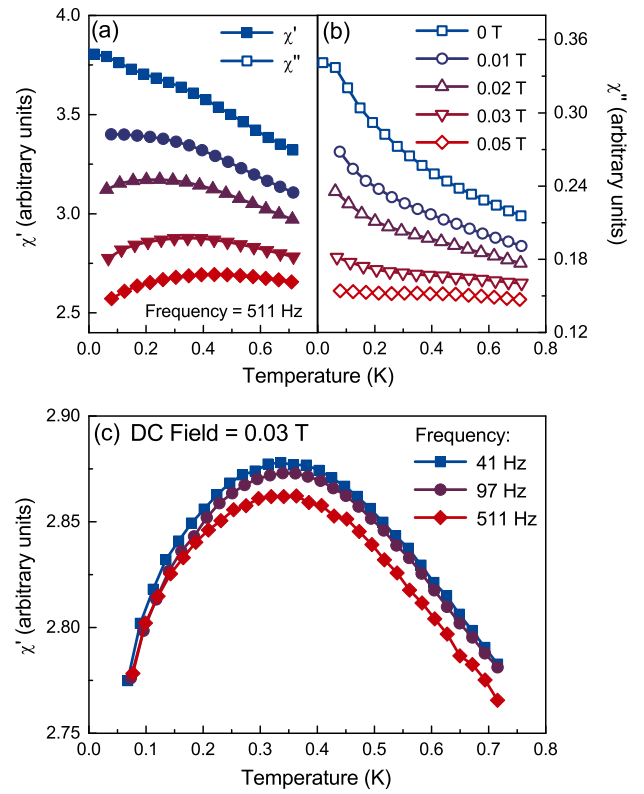 (a)
χ'
χ''
4.0
3.5
3.0
2.5
χ' (arbitrary units)
Frequency = 511 Hz
0.0 0.2 0.4 0.6
Temperature (K)
(b)
0 T
0.01 T
0.02 T
0.03 T
0.05 T
0.36
0.30
0.24
0.18
0.12
χ'' (arbitrary units)
0.0 0.2 0.4 0.6 0.8
Temperature (K)
(c) DC Field = 0.03 T
Frequency:
41 Hz
97 Hz
511 Hz
2.90
2.85
2.80
2.75
χ' (arbitrary units)
0.0 0.1 0.2 0.3 0.4 0.5 0.6 0.7 0.8
Temperature (K)